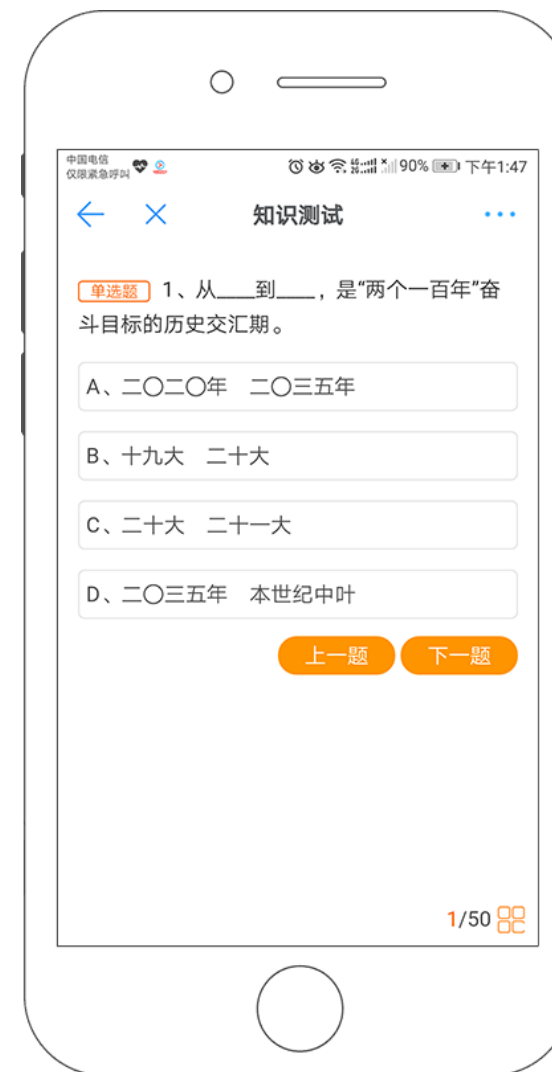 中国电信
仅限紧急呼叫
90% 下午1:47
知识测试
单选题 1、从____到____，是“两个一百年”奋
斗目标的历史交汇期。
A、二〇二〇年 二〇三五年
B、十九大 二十大
C、二十大 二十一大
D、二〇三五年 本世纪中叶
上一题 下一题
1/50